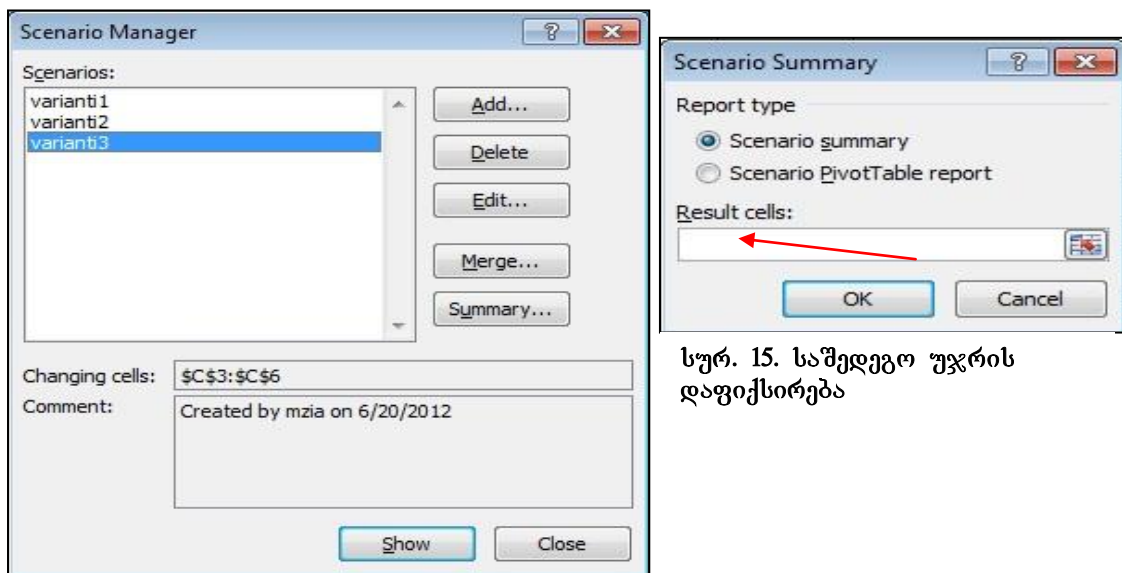 Scenario Manager
Scenarios:
varianti1
varianti2
varianti3
Add...
Delete
Edit...
Merge...
Summary...
Changing cells: $C$3:$C$6
Comment: Created by mzia on 6/20/2012
Show Close
Scenario Summary
Report type
Scenario summary
Scenario PivotTable report
Result cells:
OK Cancel
სურ. 15. საშედეგო უჯრის
დაფიქსირება